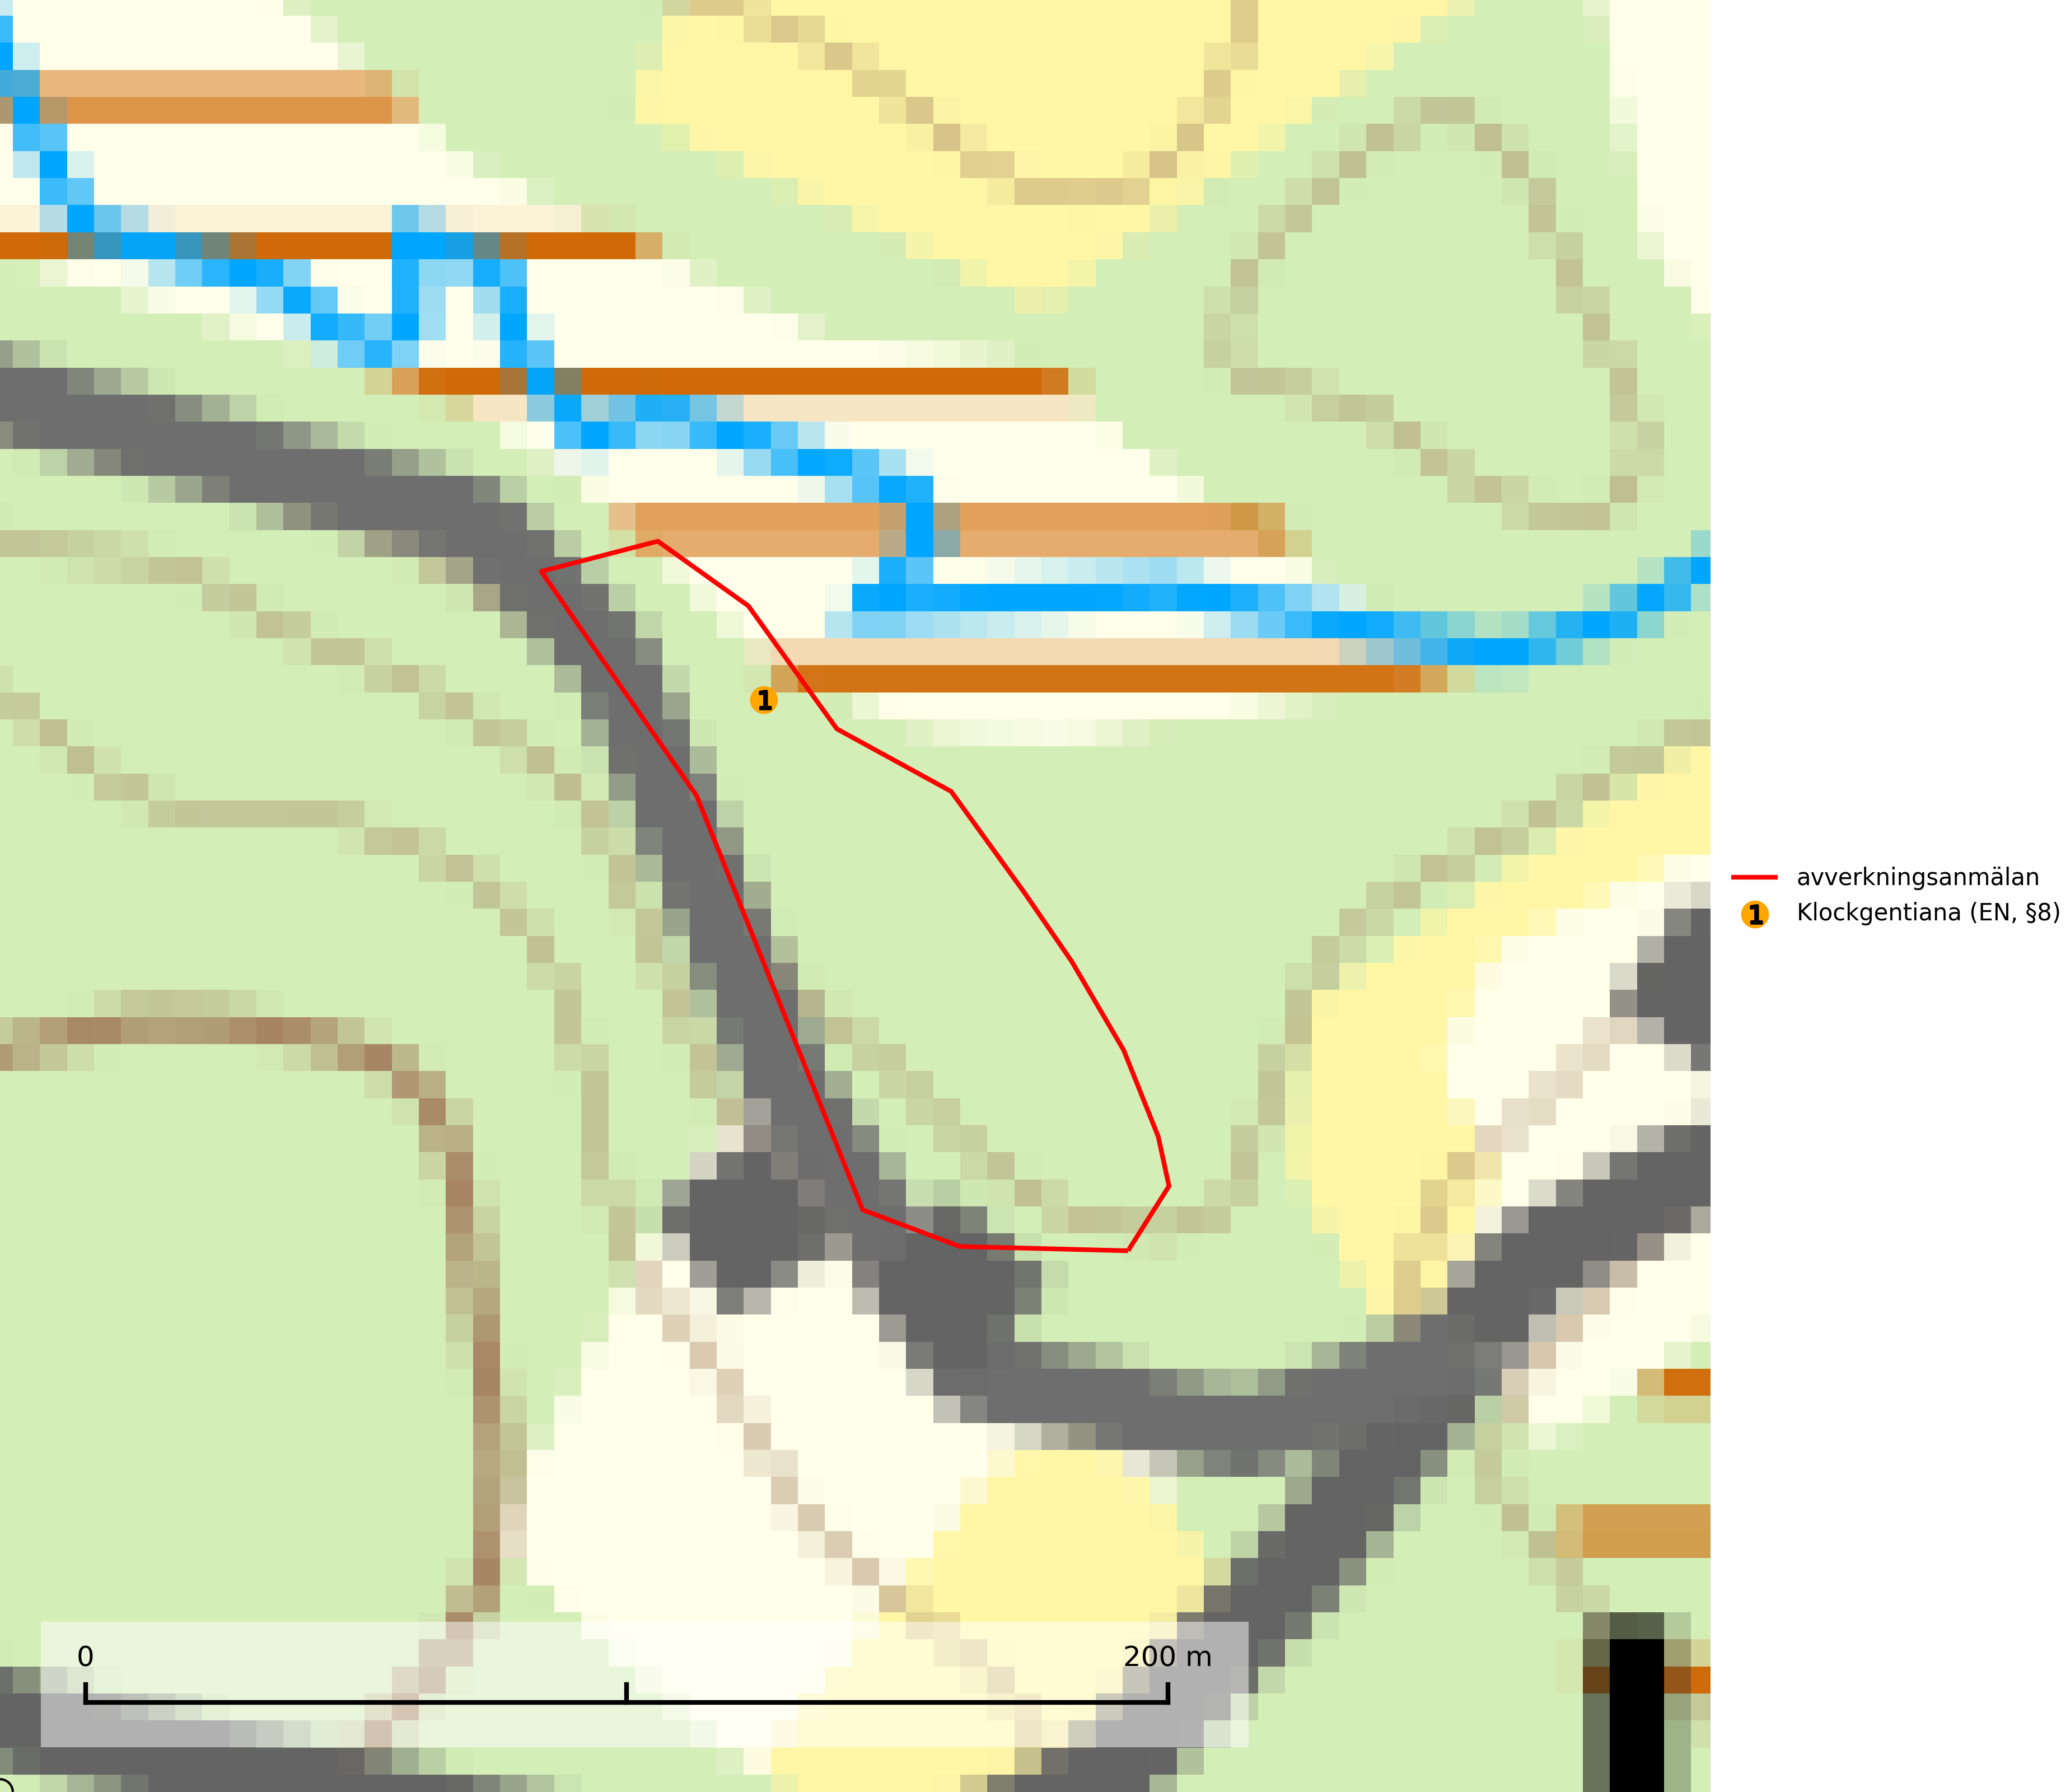 1
avverkningsanmälan
1 Klockgentiana (EN, §8)
0 200 m